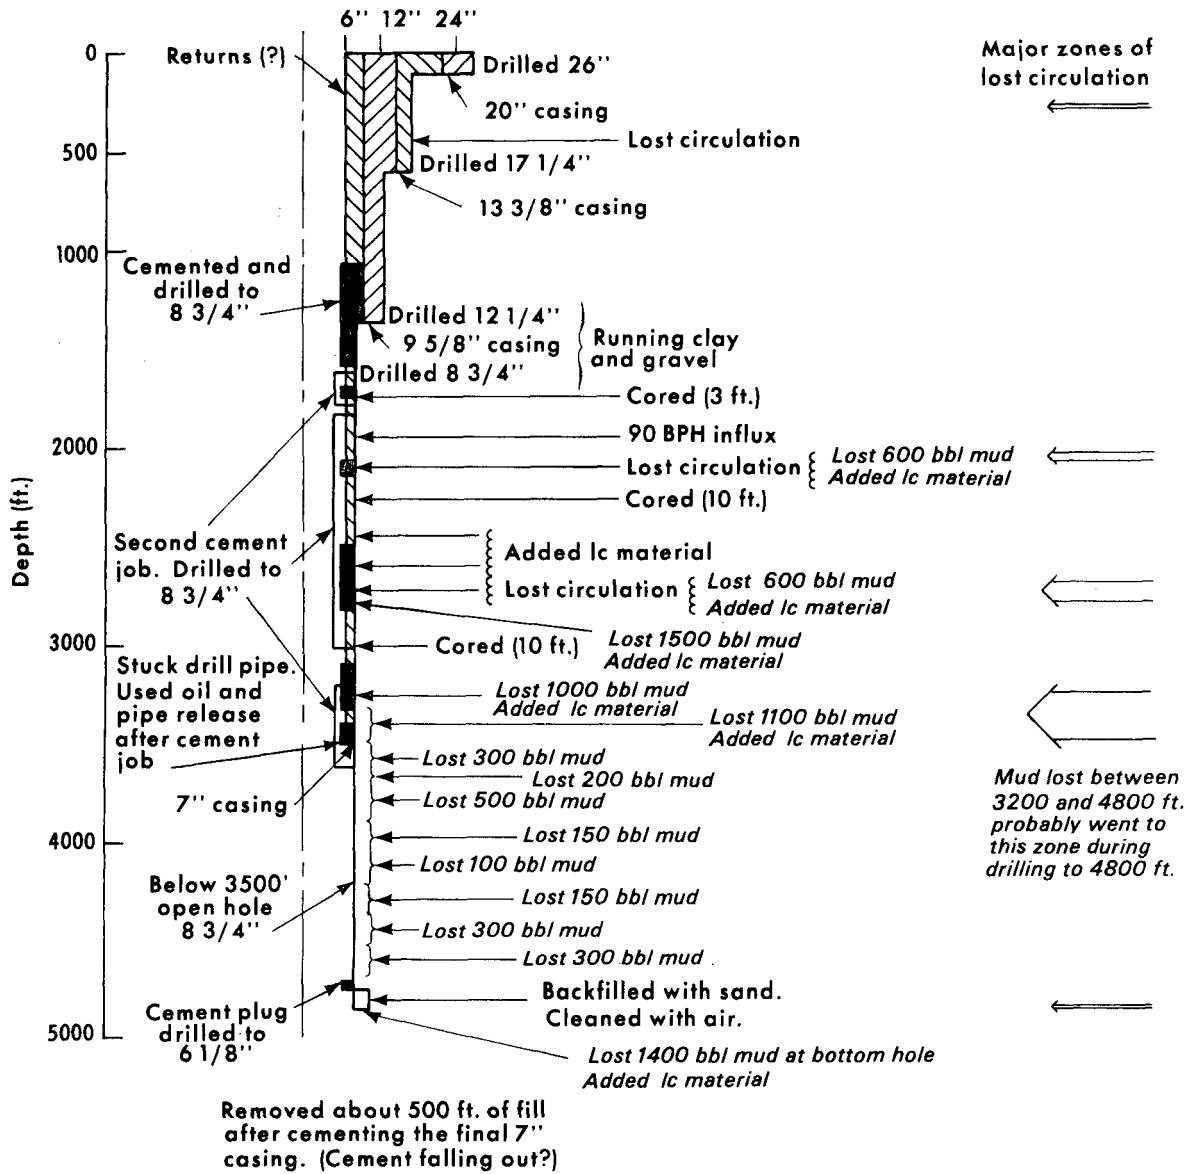 6'' 12'' 24''
0
Returns (?)
Drilled 26''
Major zones of
lost circulation
20'' casing
500
Lost circulation
Drilled 17 1/4''
13 3/8'' casing
1000
Cemented and
drilled to
8 3/4''
Drilled 12 1/4''
9 5/8'' casing
Running clay
and gravel
Drilled 8 3/4''
Cored (3 ft.)
2000
90 BPH influx
Lost circulation
Lost 600 bbl mud
Added lc material
Cored (10 ft.)
Depth (ft.)
Second cement
job. Drilled to
8 3/4''
Added lc material
Lost circulation
Lost 600 bbl mud
Added lc material
3000
Cored (10 ft.)
Lost 1500 bbl mud
Added lc material
Stuck drill pipe.
Used oil and
pipe release
after cement
job
Lost 1000 bbl mud
Added lc material
Lost 1100 bbl mud
Added lc material
Lost 300 bbl mud
Lost 200 bbl mud
7'' casing
Lost 500 bbl mud
Mud lost between
3200 and 4800 ft.
probably went to
this zone during
drilling to 4800 ft.
4000
Lost 150 bbl mud
Lost 100 bbl mud
Below 3500'
open hole
8 3/4''
Lost 150 bbl mud
Lost 300 bbl mud
Lost 300 bbl mud
Backfilled with sand.
Cleaned with air.
Cement plug
drilled to
6 1/8''
5000
Lost 1400 bbl mud at bottom hole
Added lc material
Removed about 500 ft. of fill
after cementing the final 7''
casing. (Cement falling out?)